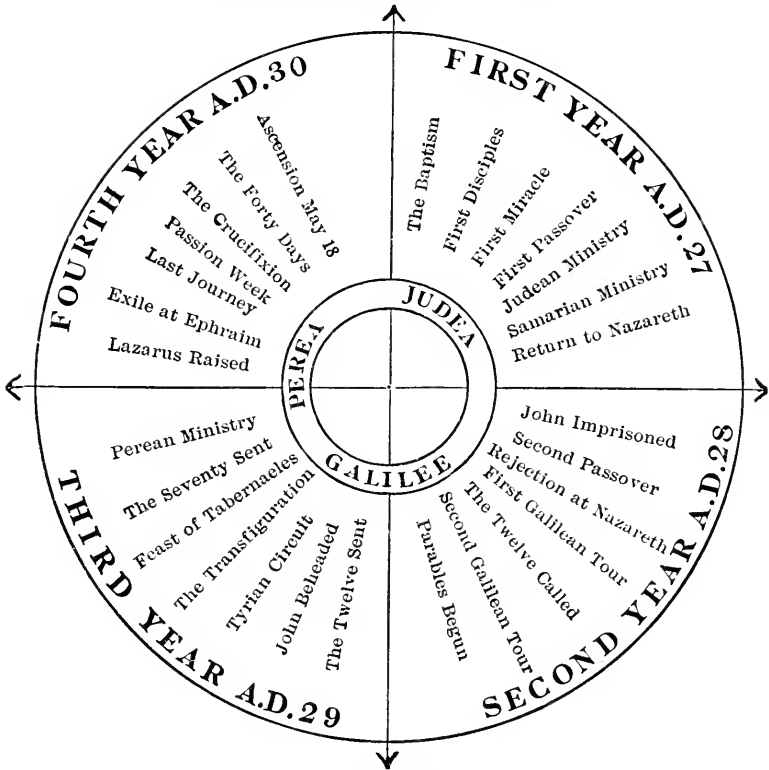 FIRST YEAR A.D.27
The Baptism
First Disciples
First Miracle
First Passover
Judean Ministry
Samarian Ministry
Return to Nazareth
SECOND YEAR A.D.28
John Imprisoned
Second Passover
Rejection at Nazareth
First Galilean Tour
The Twelve Called
Second Galilean Tour
Parables Begun
THIRD YEAR A.D.29
The Twelve Sent
John Beheaded
Tyrian Circuit
The Transfiguration
Feast of Tabernacles
The Seventy Sent
Perean Ministry
FOURTH YEAR A.D.30
Lazarus Raised
Exile at Ephraim
Last Journey
Passion Week
The Crucifixion
The Forty Days
Ascension May 18
JUDEA
GALILEE
PEREA